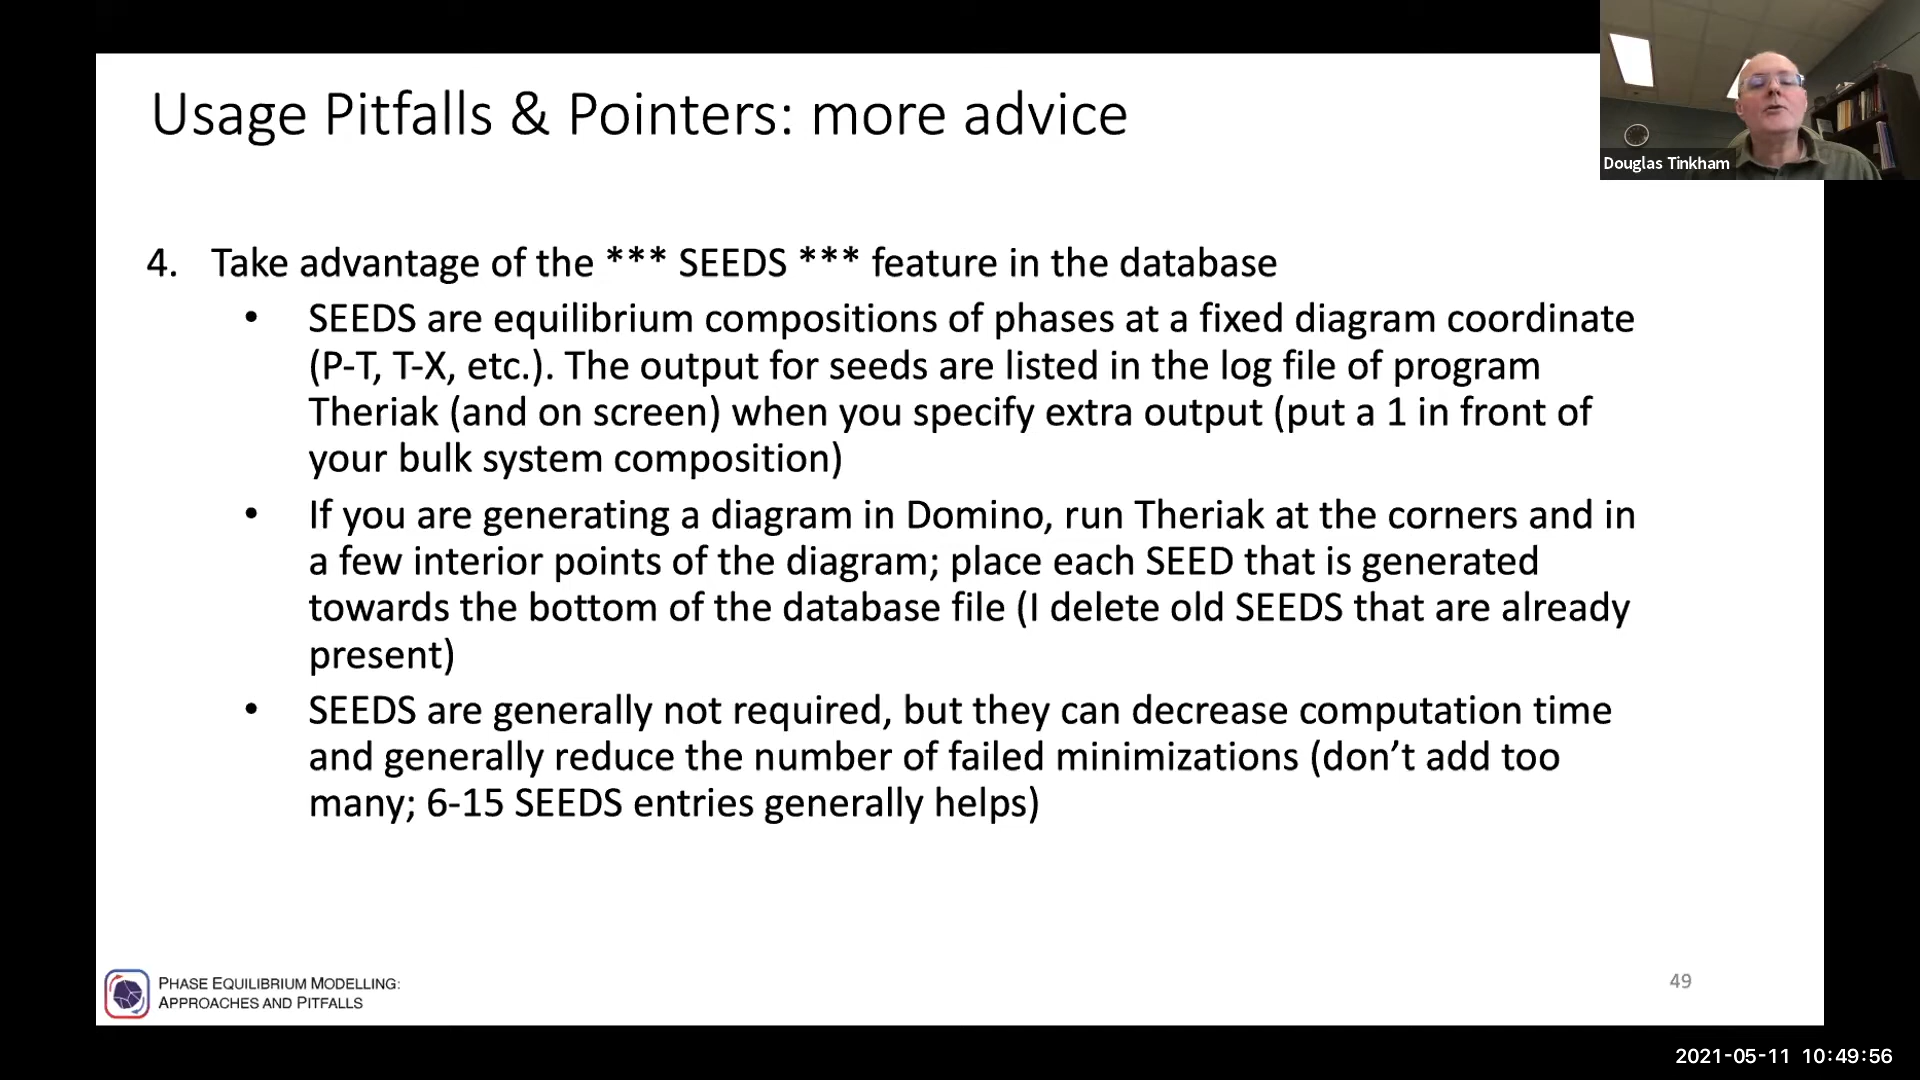 Usage Pitfalls & Pointers: more advice
Douglas Tinkham
4. Take advantage of the *** SEEDS *** feature in the database
• SEEDS are equilibrium compositions of phases at a fixed diagram coordinate
(P-T, T-X, etc.). The output for seeds are listed in the log file of program
Theriak (and on screen) when you specify extra output (put a 1 in front of
your bulk system composition)
• If you are generating a diagram in Domino, run Theriak at the corners and in
a few interior points of the diagram; place each SEED that is generated
towards the bottom of the database file (I delete old SEEDS that are already
present)
• SEEDS are generally not required, but they can decrease computation time
and generally reduce the number of failed minimizations (don’t add too
many; 6-15 SEEDS entries generally helps)
PHASE EQUILIBRIUM MODELLING:
APPROACHES AND PITFALLS
49
2021-05-11 10:49:56